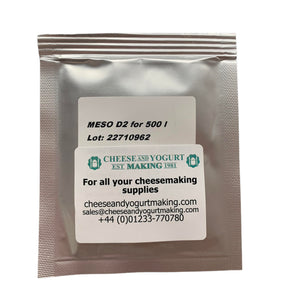 MESO D2 for 500 l
Lot: 22710962
CHEESE AND YOGURT
EST MAKING 1981
For all your cheesemaking
supplies
cheeseandyogurtmaking.com
sales@cheeseandyogurtmaking.com
+44 (0)01233-770780